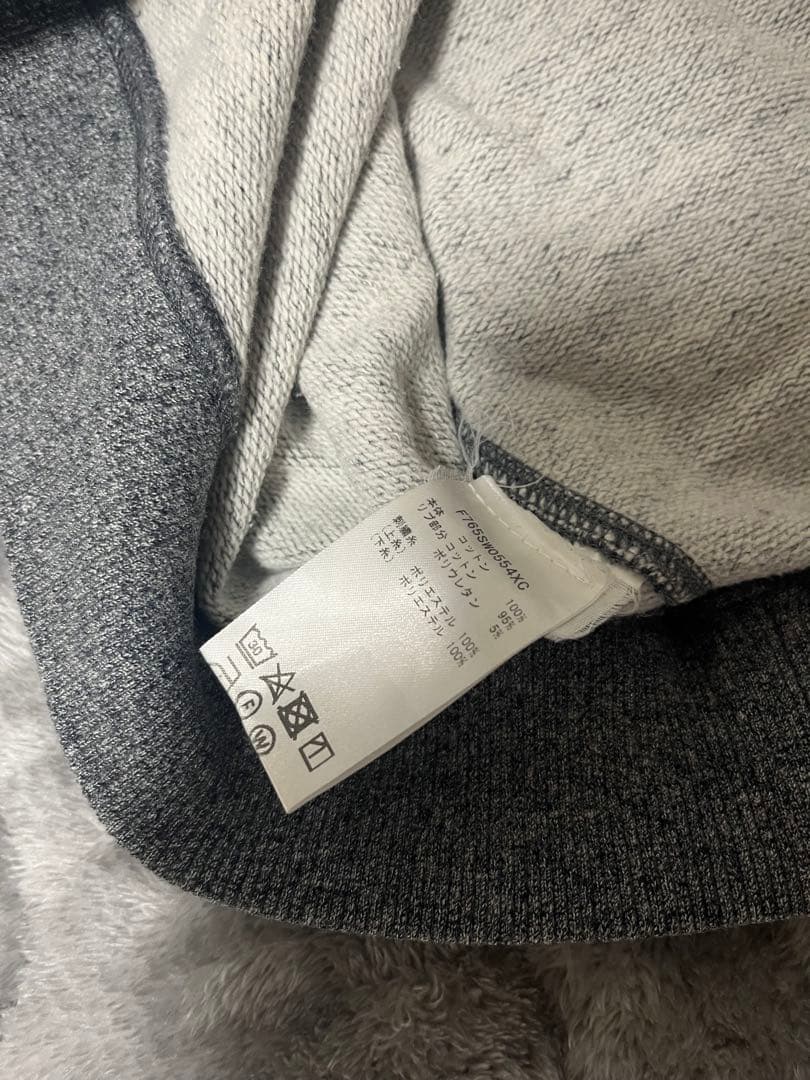 F765SW0554XC
本体 コットン 100%
リブ部分 コットン 95%
ポリウレタン 5%
刺繍糸
(上糸) ポリエステル 100%
(下糸) ポリエステル 100%
30
F
W